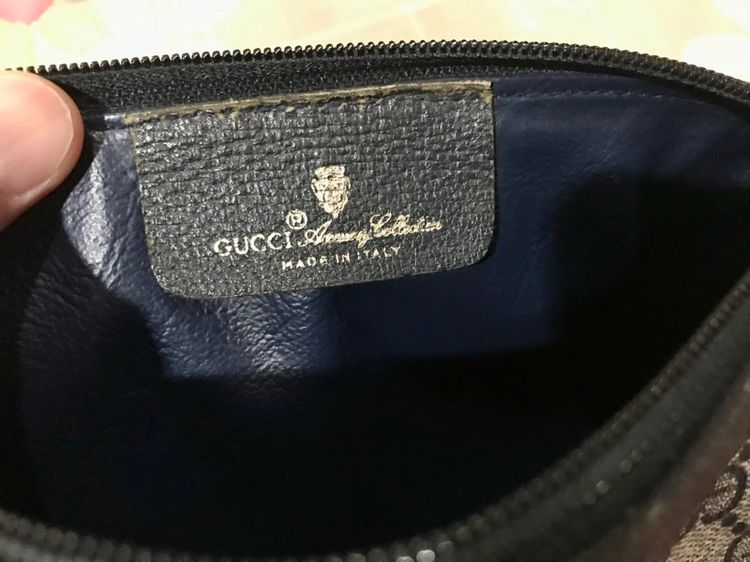 GUCCI® Accessory Collection
MADE IN ITALY